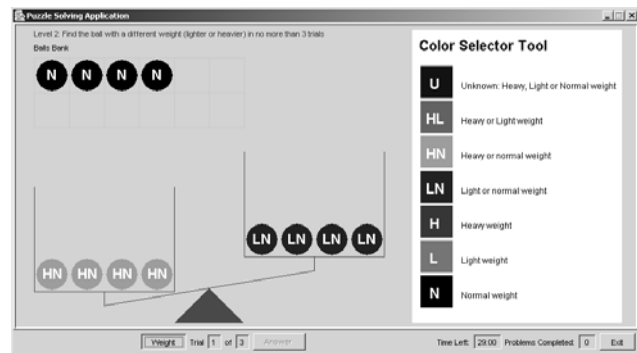 Puzzle Solving Application
Level 2: Find the ball with a different weight (lighter or heavier) in no more than 3 trials
Balls Bank
N N N N
Color Selector Tool
U Unknown: Heavy, Light or Normal weight
HL Heavy or Light weight
HN Heavy or normal weight
LN Light or normal weight
H Heavy weight
L Light weight
N Normal weight
LN LN LN LN
HN HN HN HN
Weight Trial 1 of 3 Answer Time Left: 29:00 Problems Completed: 0 Exit